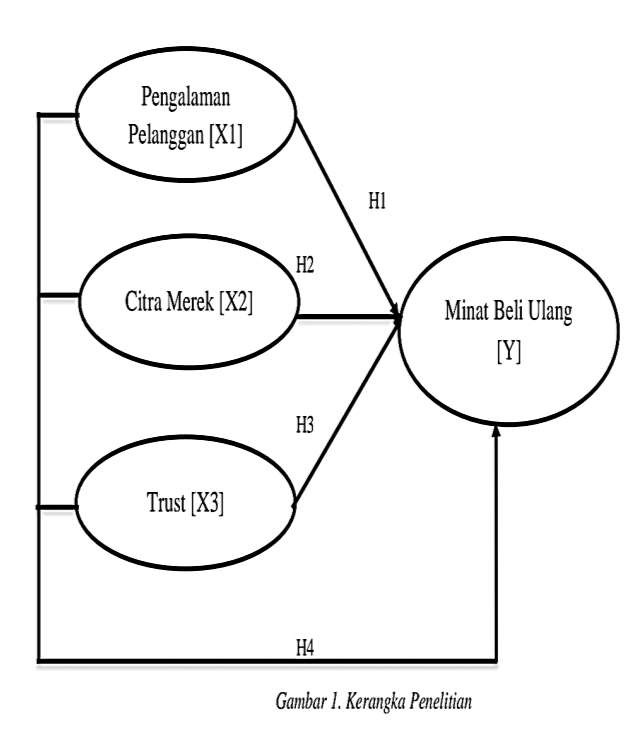 Pengalaman
Pelanggan [X1]
H1
H2
Citra Merek [X2]
Minat Beli Ulang
[Y]
H3
Trust [X3]
H4
Gambar 1. Kerangka Penelitian